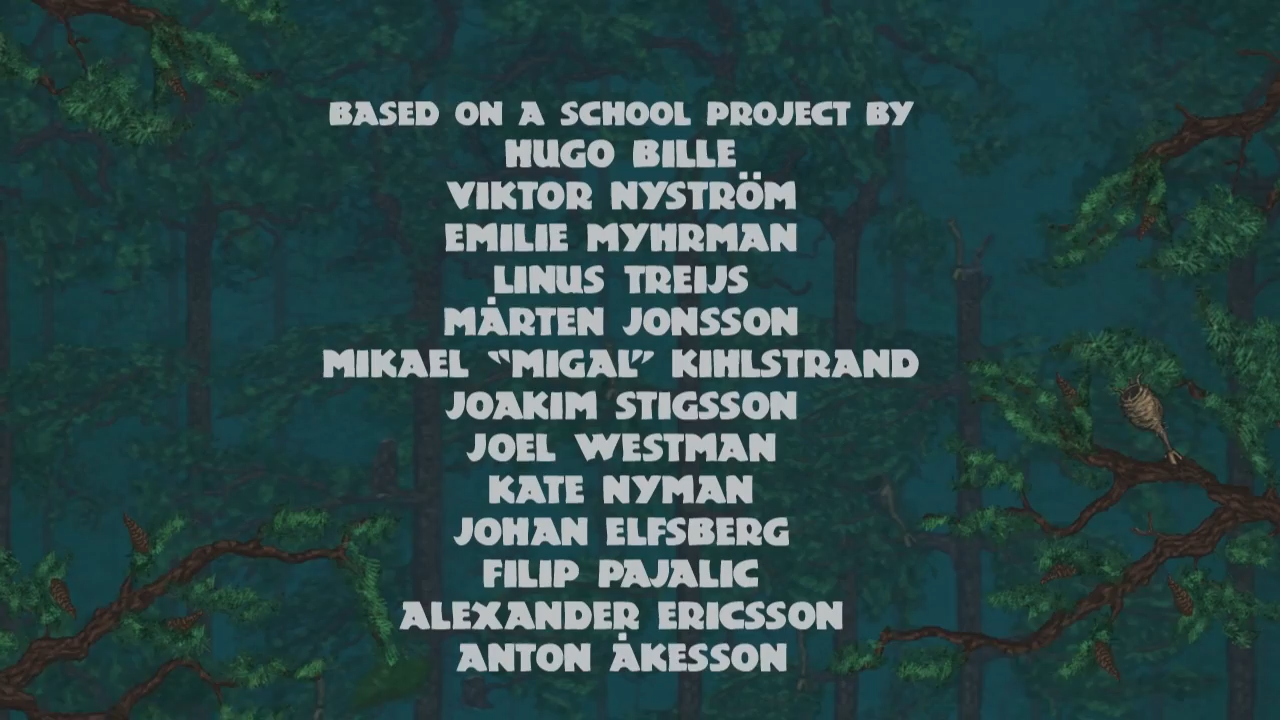 BASED ON A SCHOOL PROJECT BY
HUGO BILLE
VIKTOR NYSTRÖM
EMILIE MYHRMAN
LINUS TREIJS
MÅRTEN JONSSON
MIKAEL “MIGAL” KIHLSTRAND
JOAKIM STIGSSON
JOEL WESTMAN
KATE NYMAN
JOHAN ELFSBERG
FILIP PAJALIC
ALEXANDER ERICSSON
ANTON ÅKESSON